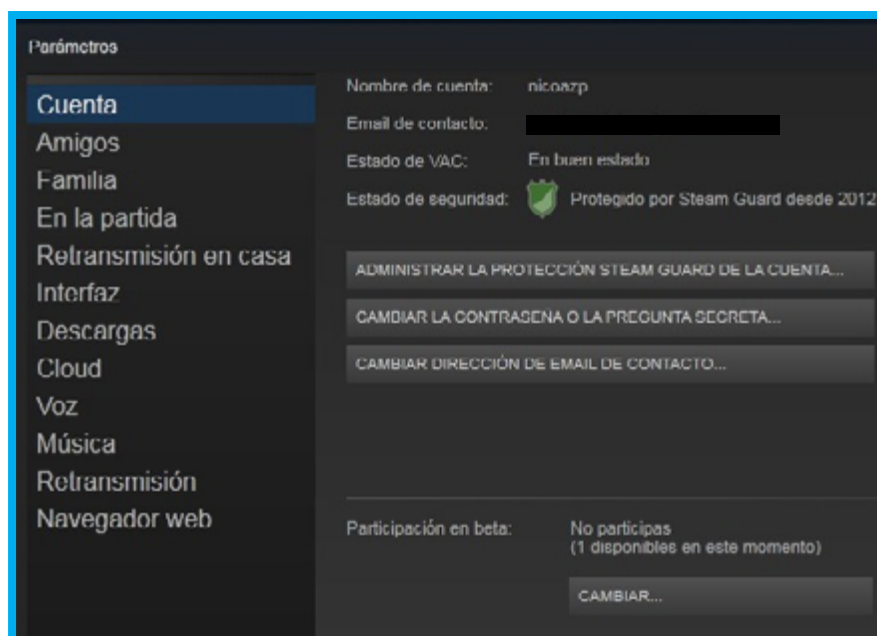 Parámetros
Cuenta
Amigos
Familia
En la partida
Retransmisión en casa
Interfaz
Descargas
Cloud
Voz
Música
Retransmisión
Navegador web
Nombre de cuenta: nicoazp
Email de contacto:
Estado de VAC: En buen estado
Estado de seguridad: Protegido por Steam Guard desde 2012
ADMINISTRAR LA PROTECCIÓN STEAM GUARD DE LA CUENTA...
CAMBIAR LA CONTRASEÑA O LA PREGUNTA SECRETA...
CAMBIAR DIRECCIÓN DE EMAIL DE CONTACTO...
Participación en beta: No participas
(1 disponibles en este momento)
CAMBIAR...